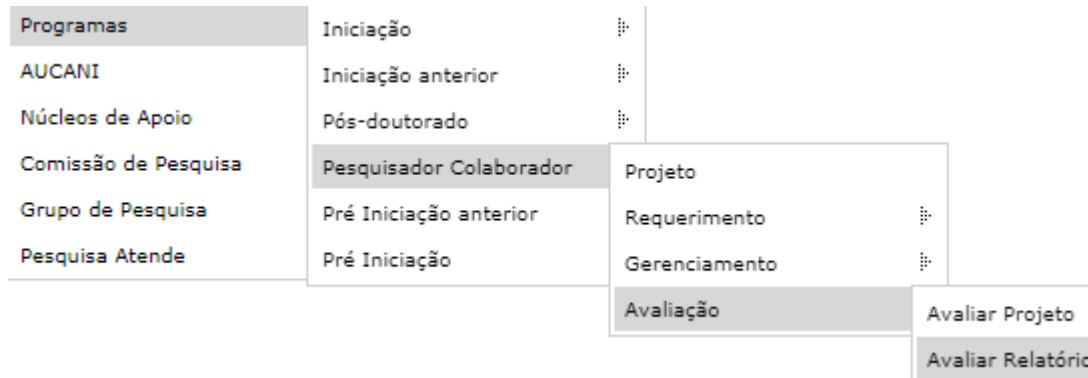 Programas
AUCANI
Núcleos de Apoio
Comissão de Pesquisa
Grupo de Pesquisa
Pesquisa Atende
Iniciação
Iniciação anterior
Pós-doutorado
Pesquisador Colaborador
Pré Iniciação anterior
Pré Iniciação
Projeto
Requerimento
Gerenciamento
Avaliação
Avaliar Projeto
Avaliar Relatório